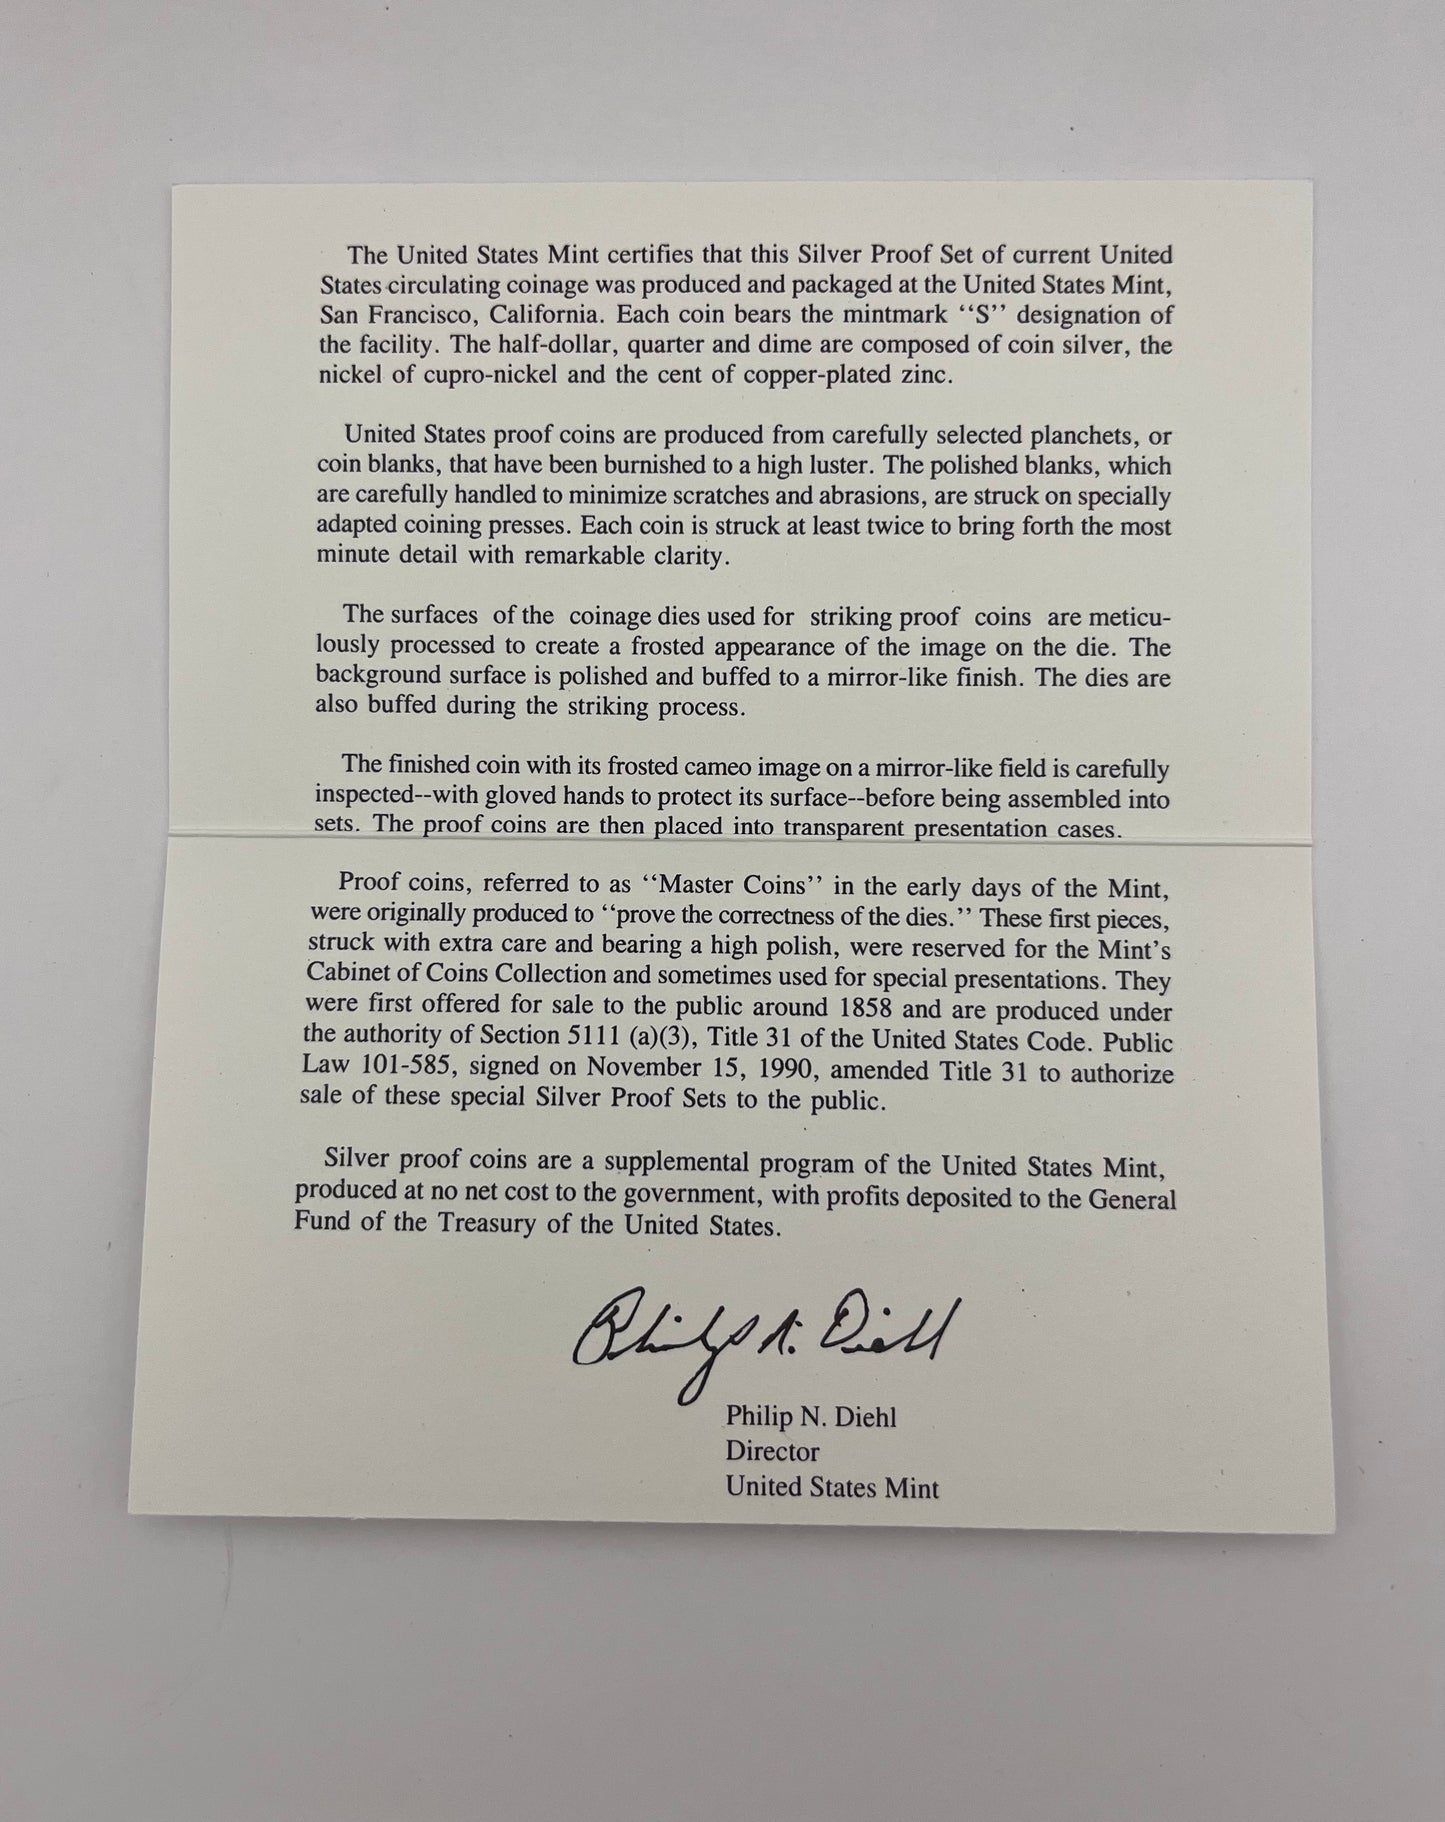 The United States Mint certifies that this Silver Proof Set of current United
States circulating coinage was produced and packaged at the United States Mint,
San Francisco, California. Each coin bears the mintmark ‘‘S’’ designation of
the facility. The half-dollar, quarter and dime are composed of coin silver, the
nickel of cupro-nickel and the cent of copper-plated zinc.
United States proof coins are produced from carefully selected planchets, or
coin blanks, that have been burnished to a high luster. The polished blanks, which
are carefully handled to minimize scratches and abrasions, are struck on specially
adapted coining presses. Each coin is struck at least twice to bring forth the most
minute detail with remarkable clarity.
The surfaces of the coinage dies used for striking proof coins are meticu-
lously processed to create a frosted appearance of the image on the die. The
background surface is polished and buffed to a mirror-like finish. The dies are
also buffed during the striking process.
The finished coin with its frosted cameo image on a mirror-like field is carefully
inspected--with gloved hands to protect its surface--before being assembled into
sets. The proof coins are then placed into transparent presentation cases.
Proof coins, referred to as ‘‘Master Coins’’ in the early days of the Mint,
were originally produced to ‘‘prove the correctness of the dies.’’ These first pieces,
struck with extra care and bearing a high polish, were reserved for the Mint’s
Cabinet of Coins Collection and sometimes used for special presentations. They
were first offered for sale to the public around 1858 and are produced under
the authority of Section 5111 (a)(3), Title 31 of the United States Code. Public
Law 101-585, signed on November 15, 1990, amended Title 31 to authorize
sale of these special Silver Proof Sets to the public.
Silver proof coins are a supplemental program of the United States Mint,
produced at no net cost to the government, with profits deposited to the General
Fund of the Treasury of the United States.
Philip N. Diehl
Philip N. Diehl
Director
United States Mint